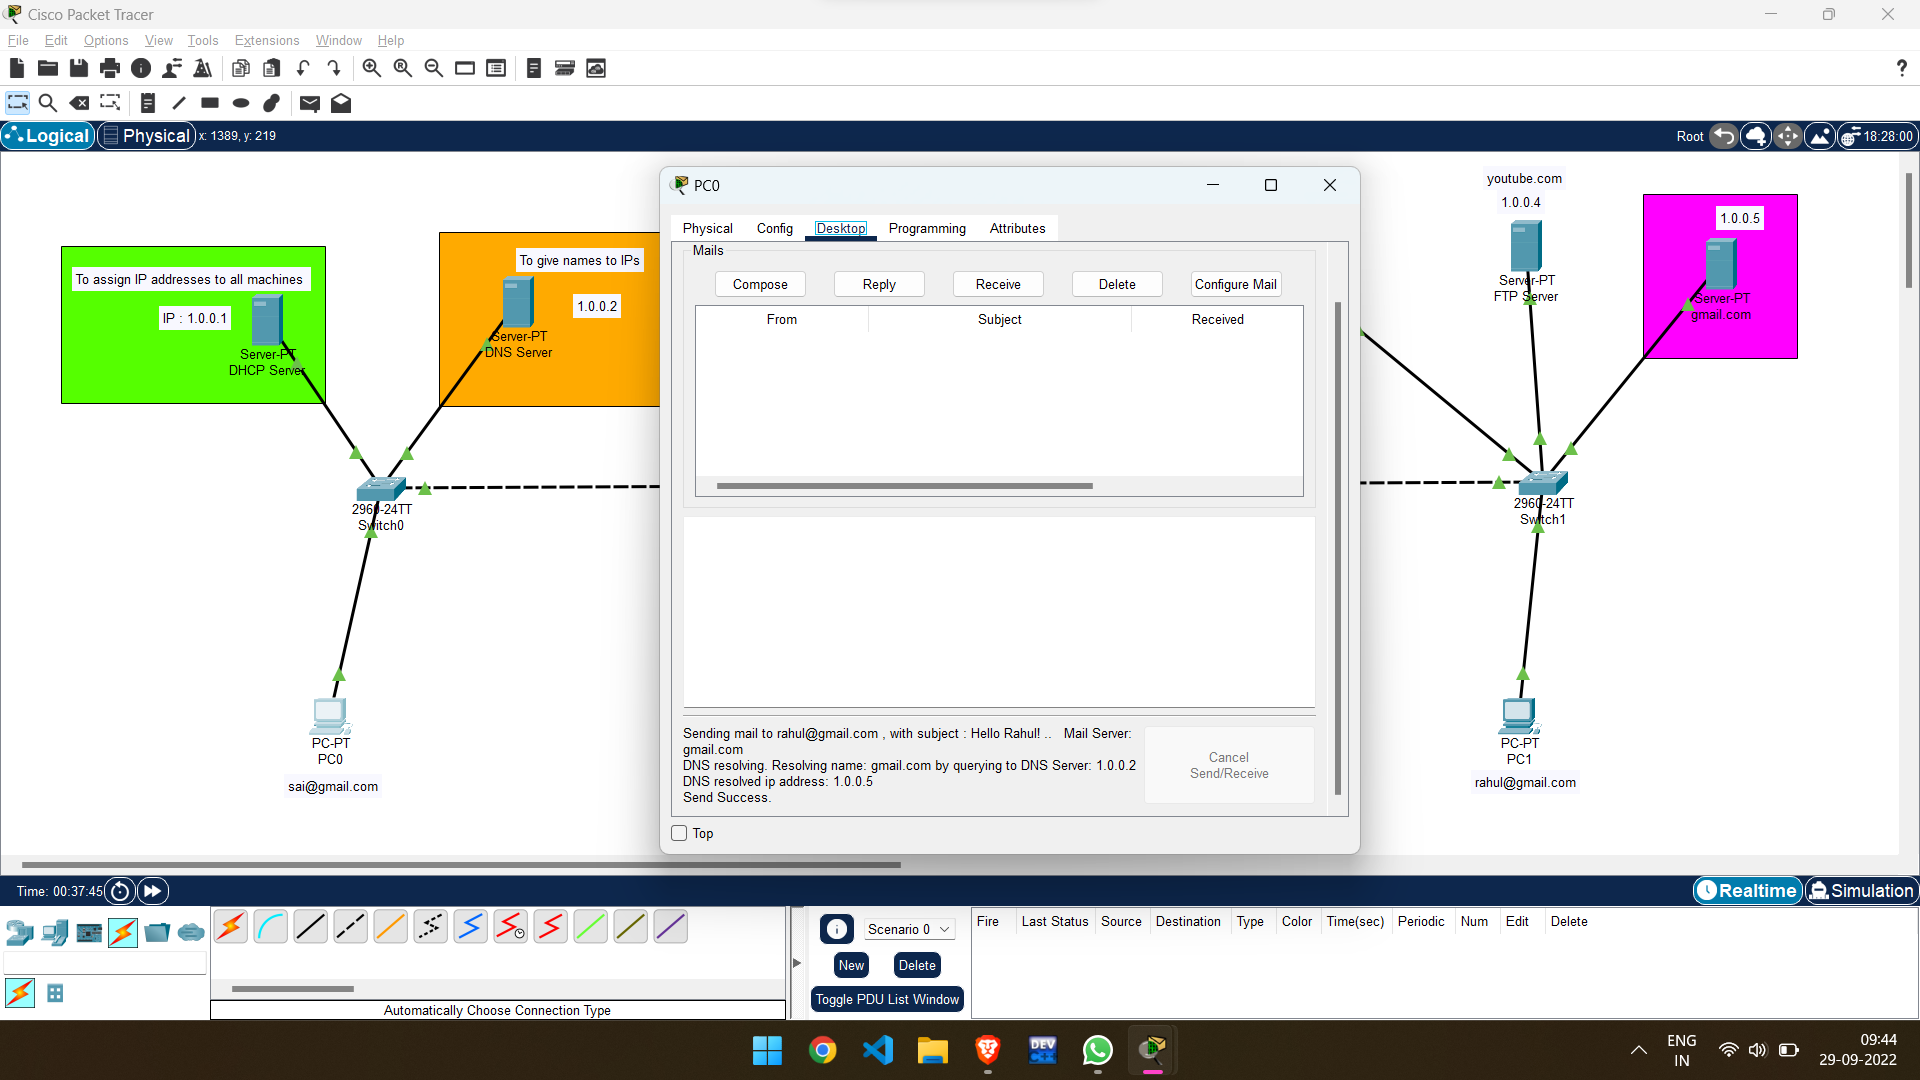 Cisco Packet Tracer
File Edit Options View Tools Extensions Window Help
Logical Physical x: 1389, y: 219 Root 18:28:00
To assign IP addresses to all machines
IP : 1.0.0.1
Server-PT
DHCP Server
To give names to IPs
1.0.0.2
Server-PT
DNS Server
2960-24TT
Switch0
PC-PT
PC0
sai@gmail.com
PC0
Physical Config Desktop Programming Attributes
Mails
Compose Reply Receive Delete Configure Mail
From Subject Received
Sending mail to rahul@gmail.com , with subject : Hello Rahul! .. Mail Server:
gmail.com
DNS resolving. Resolving name: gmail.com by querying to DNS Server: 1.0.0.2
DNS resolved ip address: 1.0.0.5
Send Success.
Cancel
Send/Receive
Top
youtube.com
1.0.0.4
Server-PT
FTP Server
1.0.0.5
Server-PT
gmail.com
2960-24TT
Switch1
PC-PT
PC1
rahul@gmail.com
Time: 00:37:45 Realtime Simulation
Automatically Choose Connection Type
Scenario 0
New Delete
Toggle PDU List Window
Fire Last Status Source Destination Type Color Time(sec) Periodic Num Edit Delete
DEV
C++
ENG
IN
09:44
29-09-2022